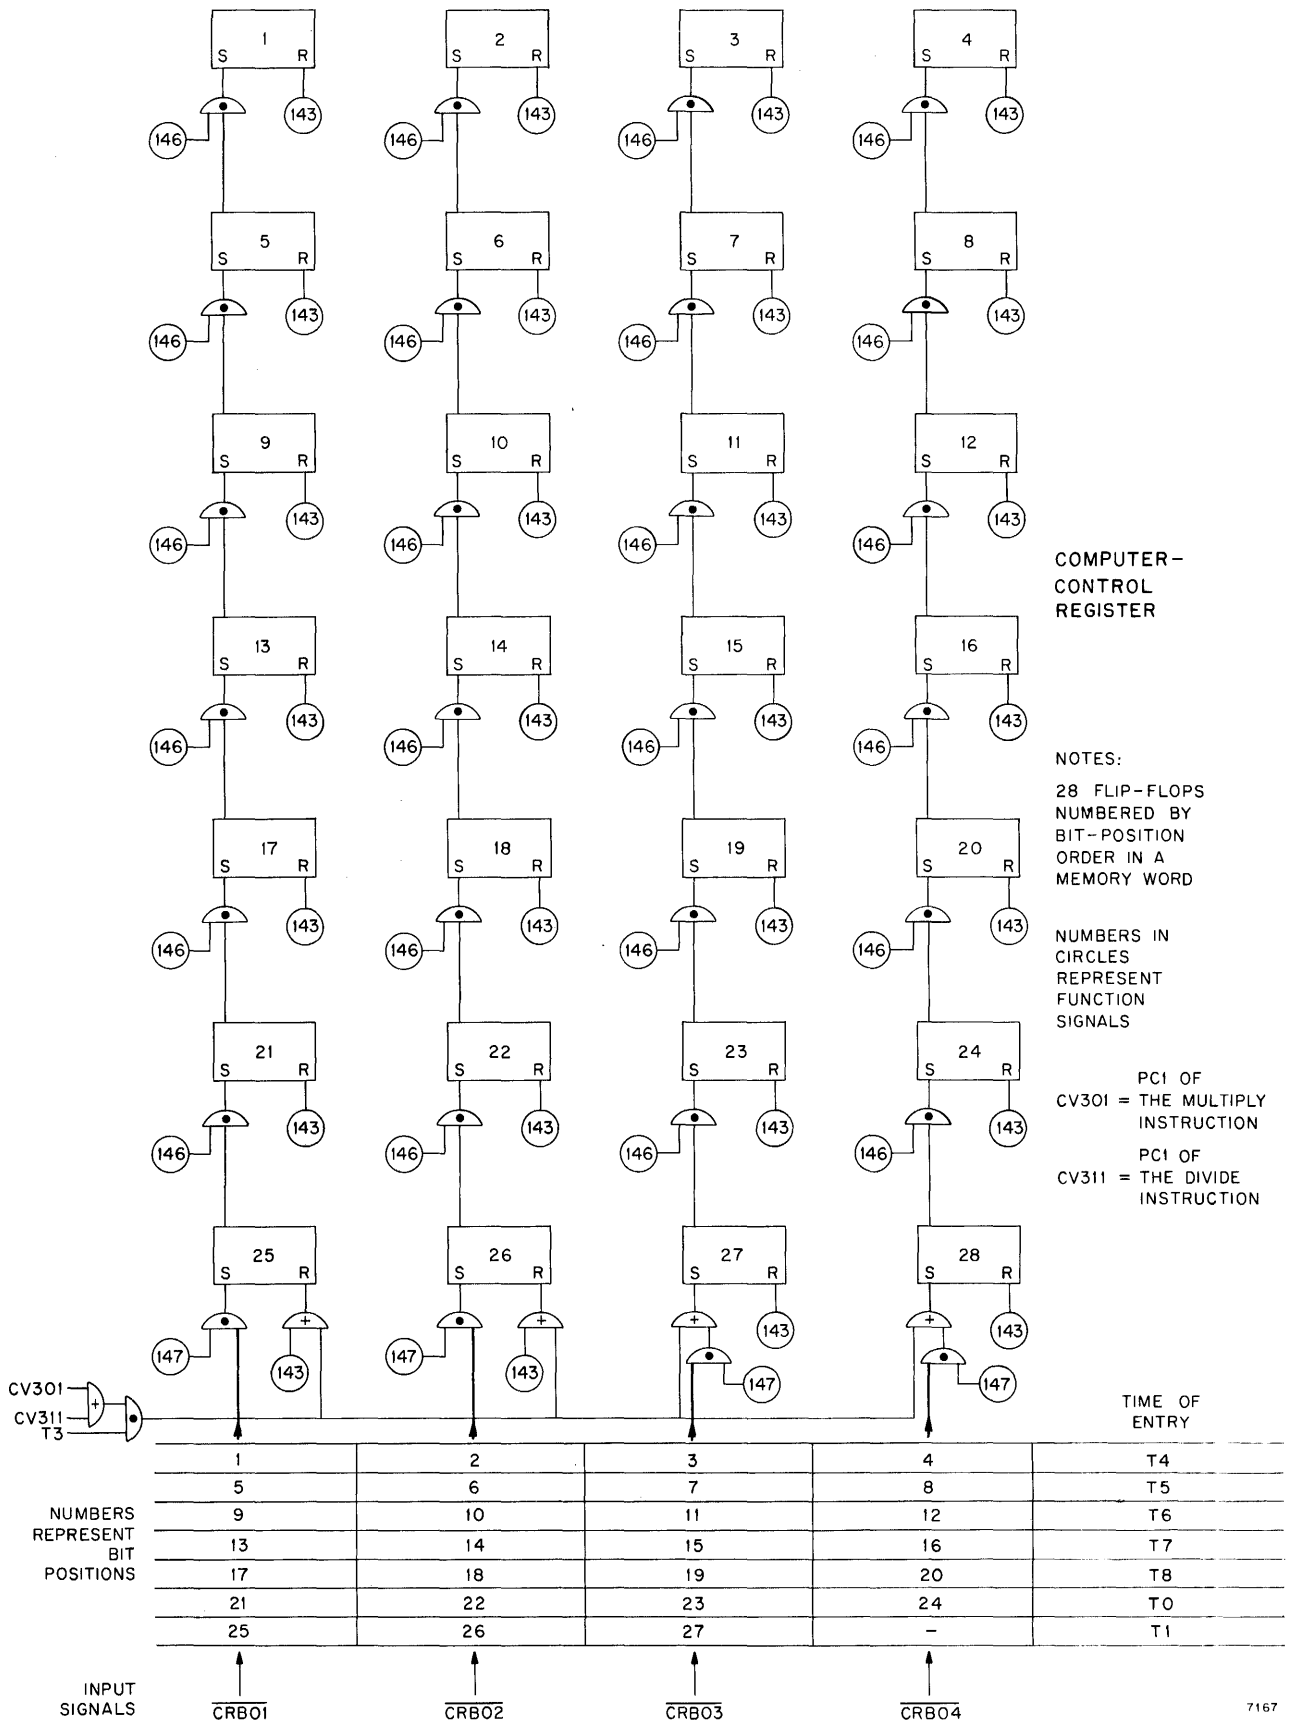 1 2 3 4
S R S R S R S R
143 143 143 143
146 146 146 146
5 6 7 8
S R S R S R S R
143 143 143 143
146 146 146 146
9 10 11 12
S R S R S R S R
143 143 143 143
146 146 146 146
COMPUTER-
CONTROL
REGISTER
13 14 15 16
S R S R S R S R
143 143 143 143
146 146 146 146
NOTES:
28 FLIP-FLOPS
NUMBERED BY
BIT-POSITION
ORDER IN A
MEMORY WORD
17 18 19 20
S R S R S R S R
143 143 143 143
146 146 146 146
NUMBERS IN
CIRCLES
REPRESENT
FUNCTION
SIGNALS
21 22 23 24
S R S R S R S R
143 143 143 143
146 146 146 146
PC1 OF
CV301 = THE MULTIPLY
INSTRUCTION
PC1 OF
CV311 = THE DIVIDE
INSTRUCTION
25 26 27 28
S R S R S R S R
+ + + +
143 143
147 147
143 143
147 147
CV301
+
CV311
T3
TIME OF
ENTRY
1 2 3 4 T4
5 6 7 8 T5
9 10 11 12 T6
13 14 15 16 T7
17 18 19 20 T8
21 22 23 24 T0
25 26 27 – T1
NUMBERS
REPRESENT
BIT
POSITIONS
INPUT
SIGNALS
CRB01 CRB02 CRB03 CRB04
7167